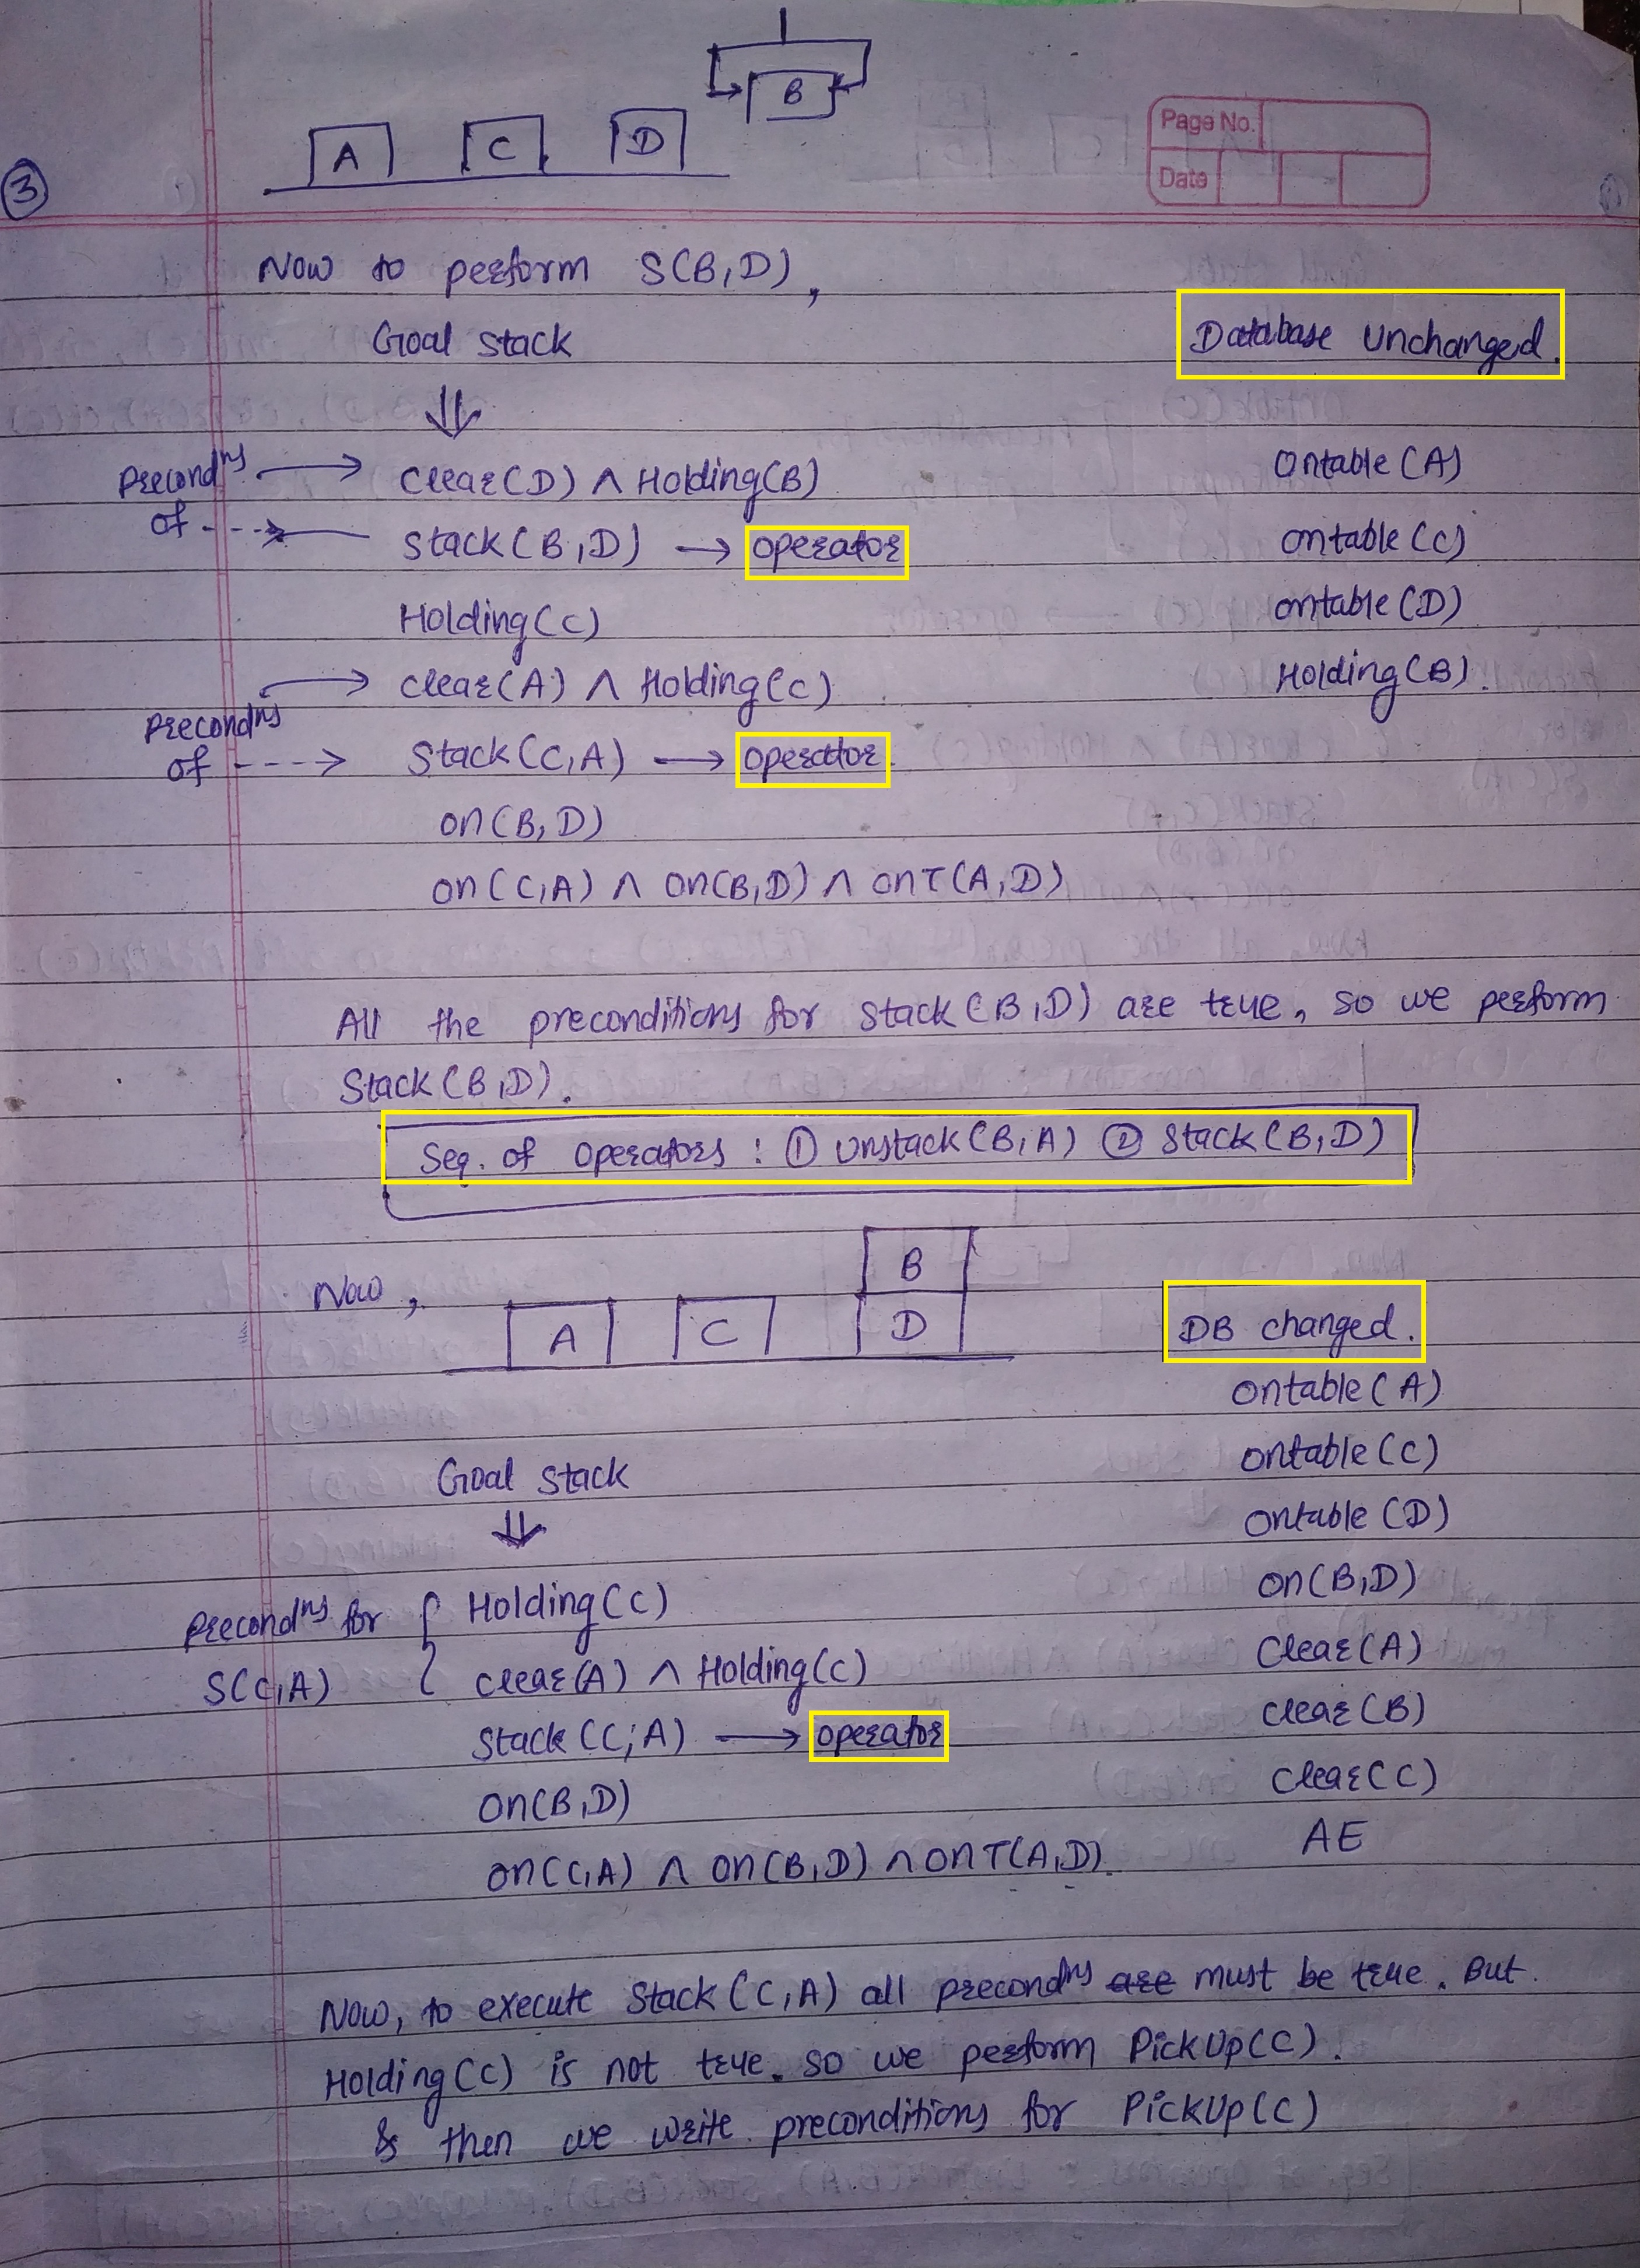 B
A C D
Page No.
Date
3
Now to perform S(B,D),
Goal stack
Database Unchanged.
Precondns → Clear(D) ∧ Holding(B)
of Stack(B,D) → operator
Holding(C)
Precondns → Clear(A) ∧ Holding(C)
of ---> Stack(C,A) → operator
on(B,D)
on(C,A) ∧ on(B,D) ∧ onT(A,D)
Ontable(A)
Ontable(C)
Ontable(D)
Holding(B).
All the preconditions for Stack(B,D) are true, so we perform
Stack(B,D).
Seq. of Operators : ① Unstack(B,A) ② Stack(B,D)
Now,
B
A C D
DB changed.
Ontable(A)
Ontable(C)
Ontable(D)
On(B,D)
Clear(A)
Clear(B)
Clear(C)
AE
Goal stack
Precondns for
S(C,A)
Holding(C)
Clear(A) ∧ Holding(C)
Stack(C,A) → operator
On(B,D)
On(C,A) ∧ On(B,D) ∧ OnT(A,D).
Now, to execute Stack(C,A) all precondns are must be true. But
Holding(C) is not true. So we perform PickUp(C).
& then we write preconditions for PickUp(C)